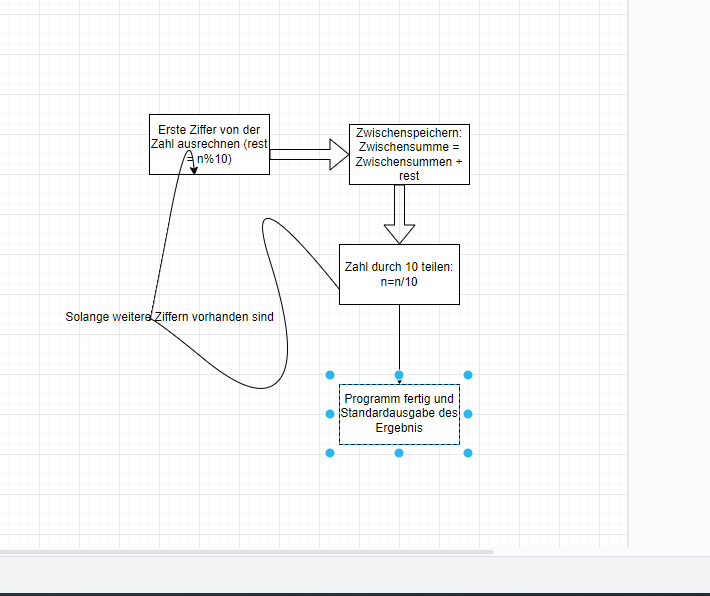 Erste Ziffer von der
Zahl ausrechnen (rest
= n%10)
Zwischenspeichern:
Zwischensumme =
Zwischensummen +
rest
Zahl durch 10 teilen:
n=n/10
Solange weitere Ziffern vorhanden sind
Programm fertig und
Standardausgabe des
Ergebnis